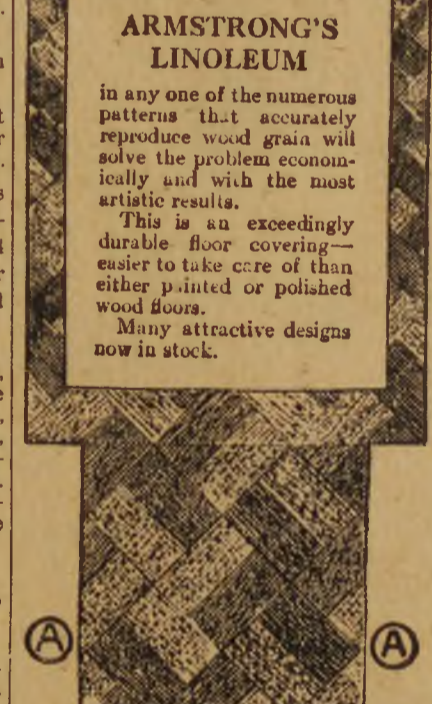 ARMSTRONG'S
LINOLEUM
in any one of the numerous
patterns that accurately
reproduce wood grain will
solve the problem econom-
ically and with the most
artistic results.
This is an exceedingly
durable floor covering—
easier to take care of than
either painted or polished
wood floors.
Many attractive designs
now in stock.
A
A